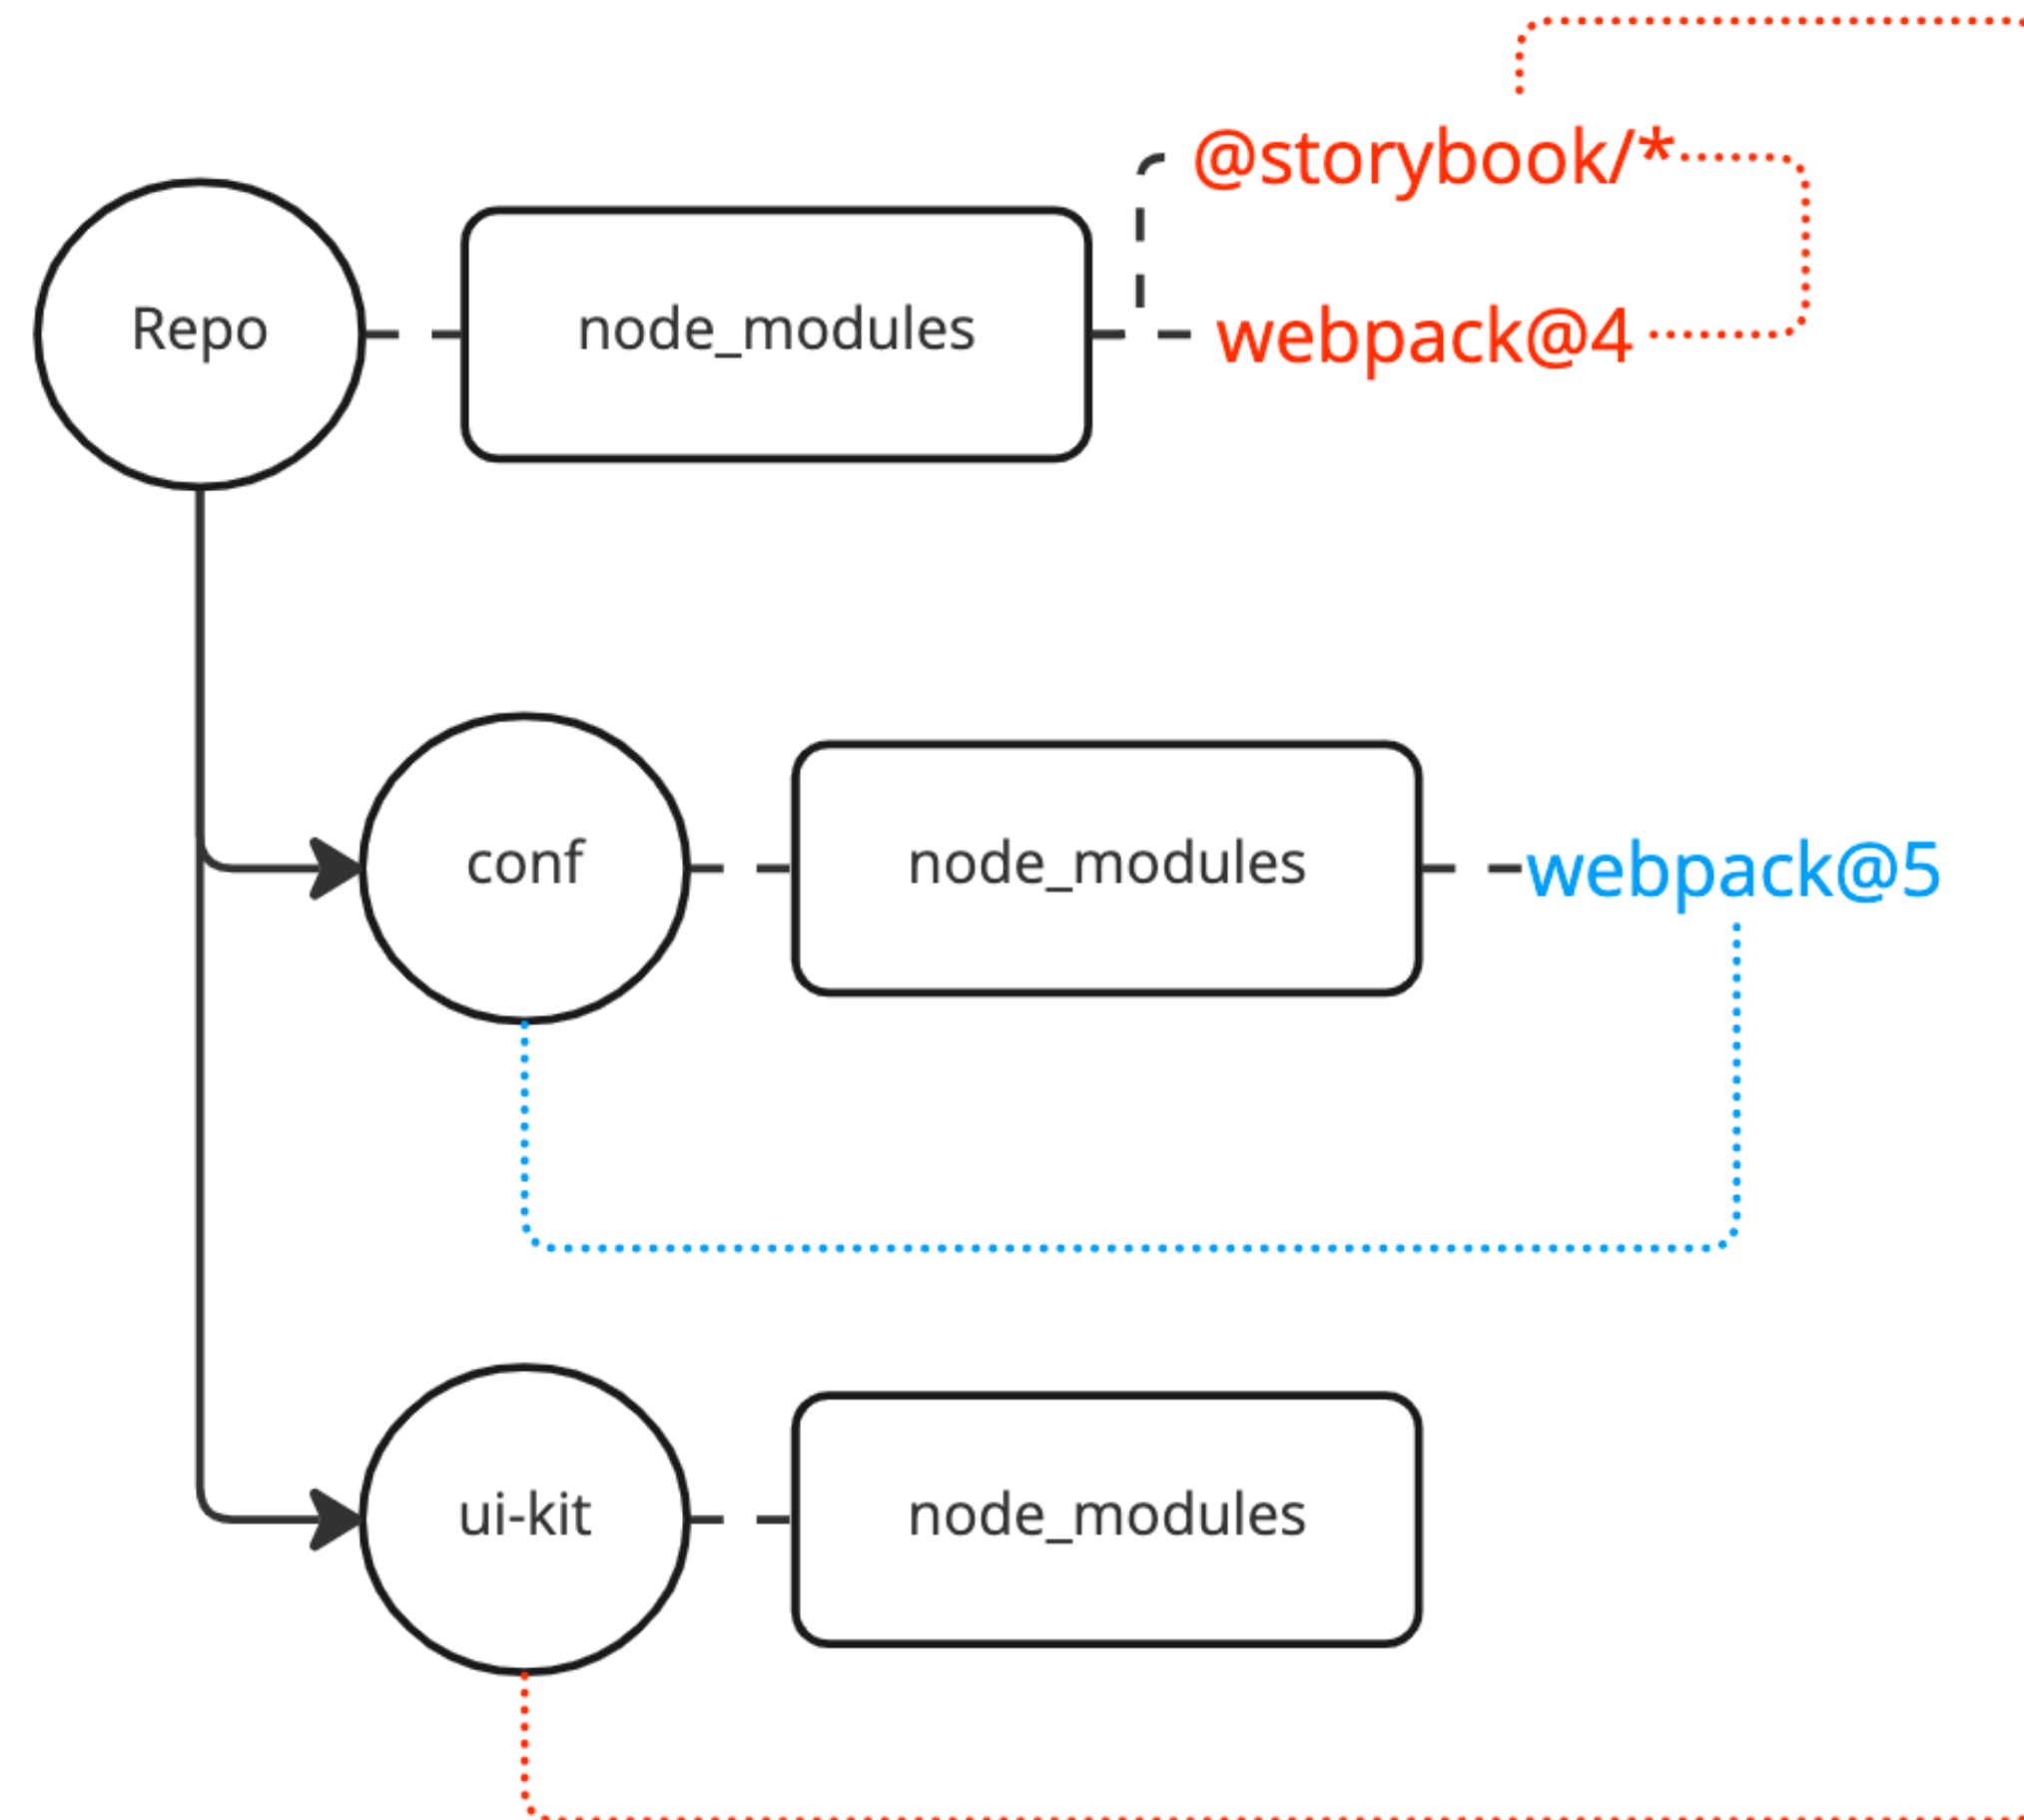 @storybook/*
Repo
node_modules
webpack@4
conf
node_modules
webpack@5
ui-kit
node_modules